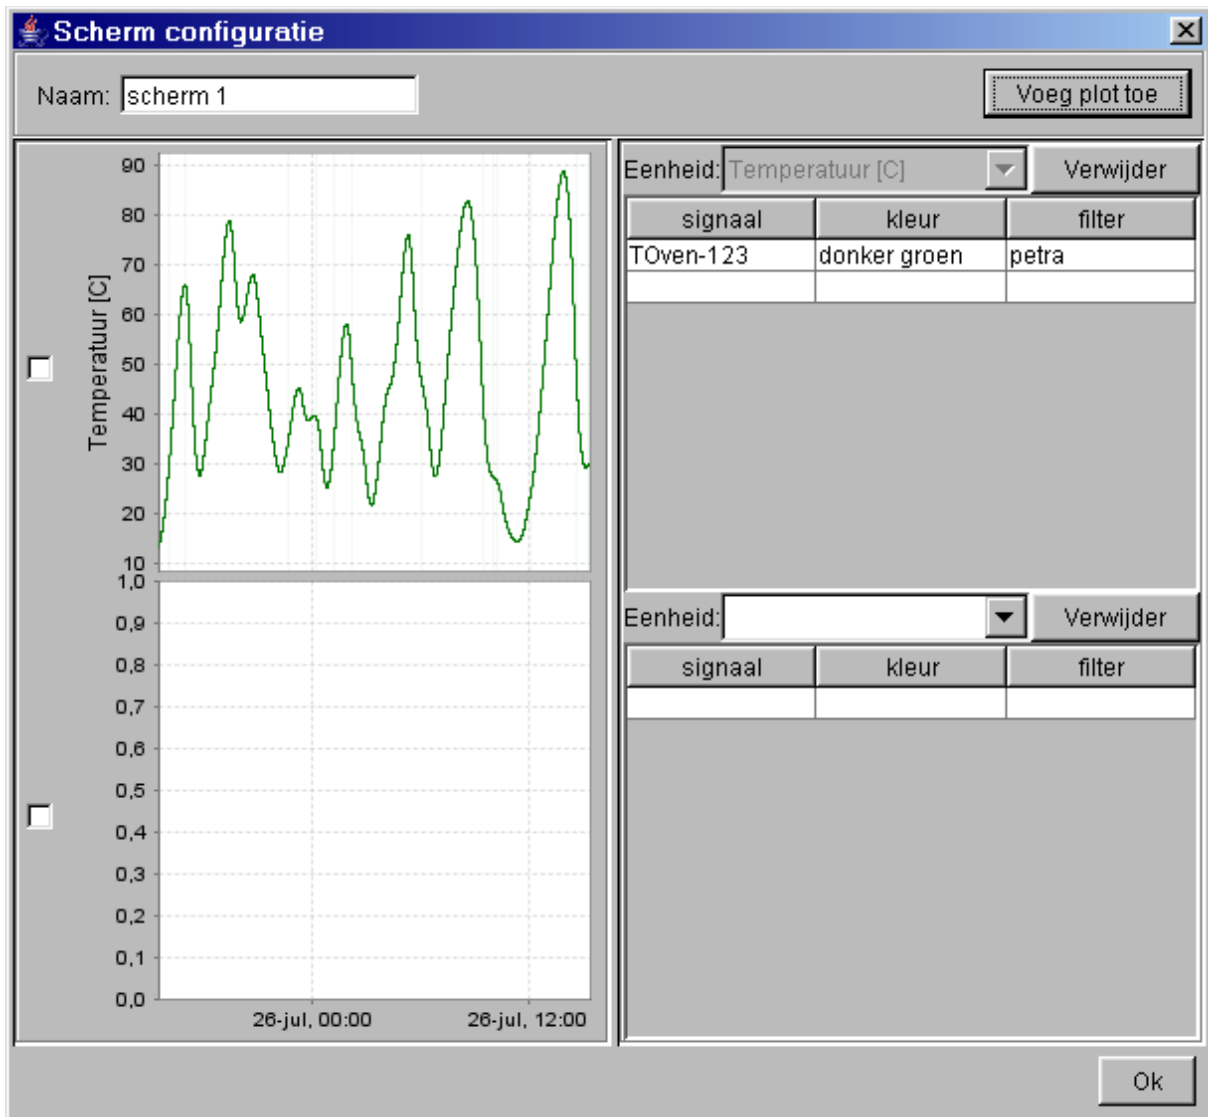 Scherm configuratie
Naam: scherm 1
Voeg plot toe
90
80
70
60
50
40
30
20
10
Temperatuur [C]
1,0
0,9
0,8
0,7
0,6
0,5
0,4
0,3
0,2
0,1
0,0
26-jul, 00:00 26-jul, 12:00
Eenheid: Temperatuur [C] Verwijder
signaal kleur filter
TOven-123 donker groen petra
Eenheid: Verwijder
signaal kleur filter
Ok